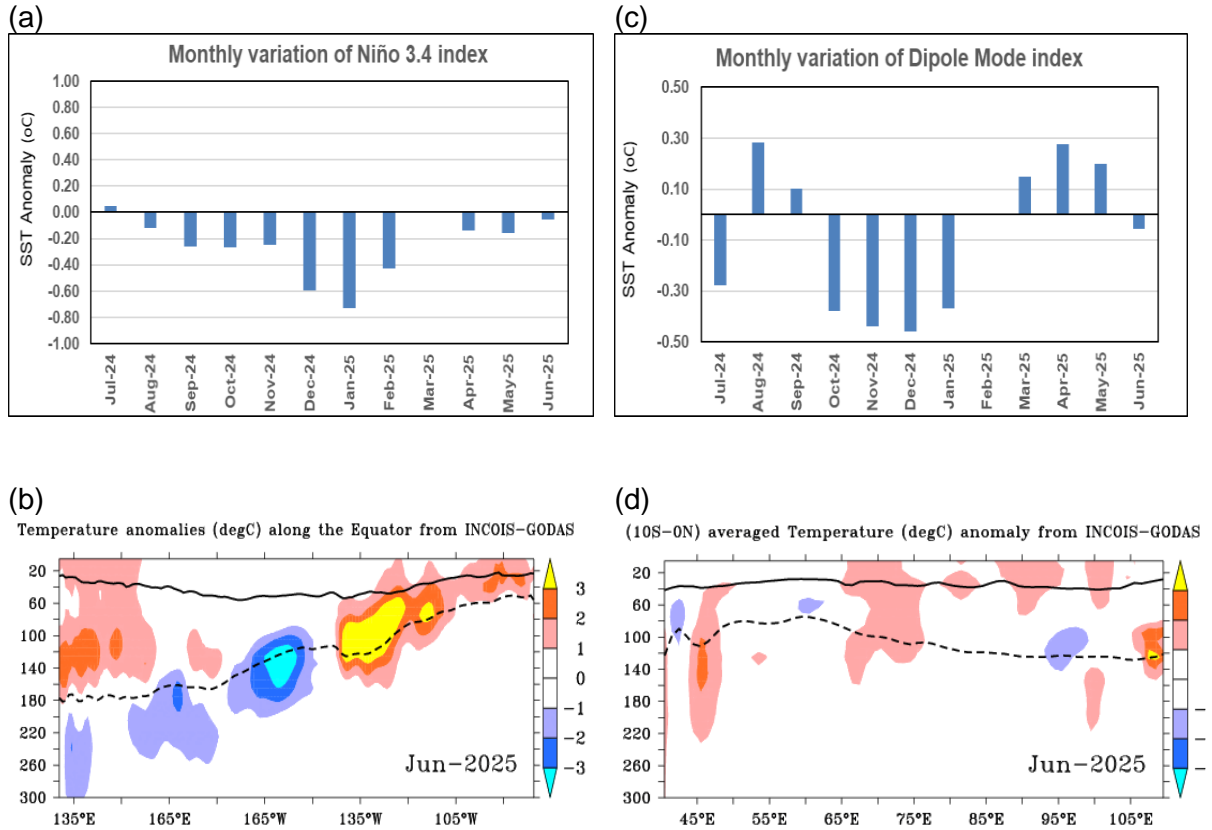 (a)
Monthly variation of Niño 3.4 index
SST Anomaly (oC)
1.00
0.80
0.60
0.40
0.20
0.00
-0.20
-0.40
-0.60
-0.80
-1.00
Jul-24
Aug-24
Sep-24
Oct-24
Nov-24
Dec-24
Jan-25
Feb-25
Mar-25
Apr-25
May-25
Jun-25
(c)
Monthly variation of Dipole Mode index
SST Anomaly (oC)
0.50
0.30
0.10
-0.10
-0.30
-0.50
Jul-24
Aug-24
Sep-24
Oct-24
Nov-24
Dec-24
Jan-25
Feb-25
Mar-25
Apr-25
May-25
Jun-25
(b)
Temperature anomalies (degC) along the Equator from INCOIS-GODAS
20
60
100
140
180
220
260
300
135°E 165°E 165°W 135°W 105°W
Jun-2025
3
2
1
0
-1
-2
-3
(d)
(10S-0N) averaged Temperature (degC) anomaly from INCOIS-GODAS
20
60
100
140
180
220
260
300
45°E 55°E 65°E 75°E 85°E 95°E 105°E
Jun-2025